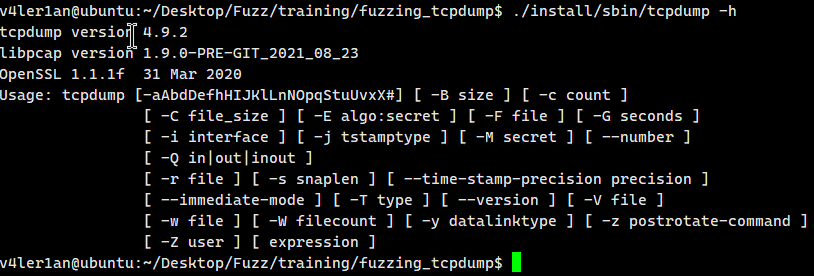 v4ler1an@ubuntu:~/Desktop/Fuzz/training/fuzzing_tcpdump$ ./install/sbin/tcpdump -h
tcpdump version 4.9.2
libpcap version 1.9.0-PRE-GIT_2021_08_23
OpenSSL 1.1.1f  31 Mar 2020
Usage: tcpdump [-aAbdDefhHIJKlLnNOpqStuUvxX#] [ -B size ] [ -c count ]
                [ -C file_size ] [ -E algo:secret ] [ -F file ] [ -G seconds ]
                [ -i interface ] [ -j tstamptype ] [ -M secret ] [ --number ]
                [ -Q in|out|inout ]
                [ -r file ] [ -s snaplen ] [ --time-stamp-precision precision ]
                [ --immediate-mode ] [ -T type ] [ --version ] [ -V file ]
                [ -w file ] [ -W filecount ] [ -y datalinktype ] [ -z postrotate-command ]
                [ -Z user ] [ expression ]
v4ler1an@ubuntu:~/Desktop/Fuzz/training/fuzzing_tcpdump$